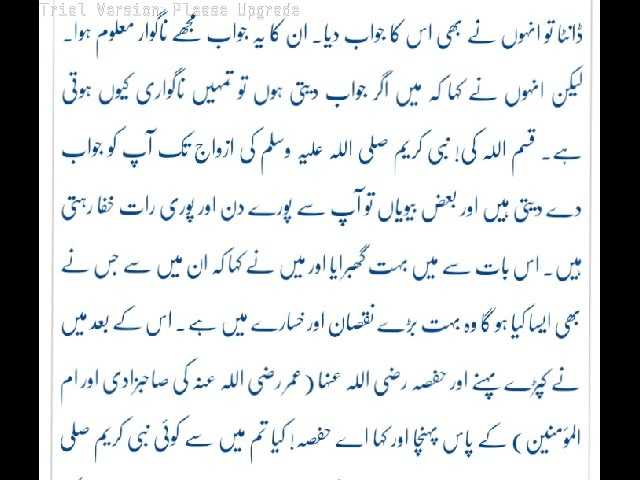 Triel Version Pleese Upgrede
ڈانٹا تو انہوں نے بھی اس کا جواب دیا۔ ان کا یہ جواب مجھے ناگوار معلوم ہوا۔
لیکن انہوں نے کہا کہ میں اگر جواب دیتی ہوں تو تمہیں ناگواری کیوں ہوتی
ہے۔ قسم اللہ کی! نبی کریم صلی اللہ علیہ وسلم کی ازواج تک آپ کو جواب
دے دیتی ہیں اور بعض بیویاں تو آپ سے پورے دن اور پوری رات خفا رہتی
ہیں۔ اس بات سے میں بہت گھبرایا اور میں نے کہا کہ ان میں سے جس نے
بھی ایسا کیا ہو گا وہ بہت بڑے نقصان اور خسارے میں ہے۔ اس کے بعد میں
نے کپڑے پہنے اور حفصہ رضی اللہ عنہا (عمر رضی اللہ عنہ کی صاحبزادی اور ام
المؤمنین) کے پاس پہنچا اور کہا اے حفصہ! کیا تم میں سے کوئی نبی کریم صلی